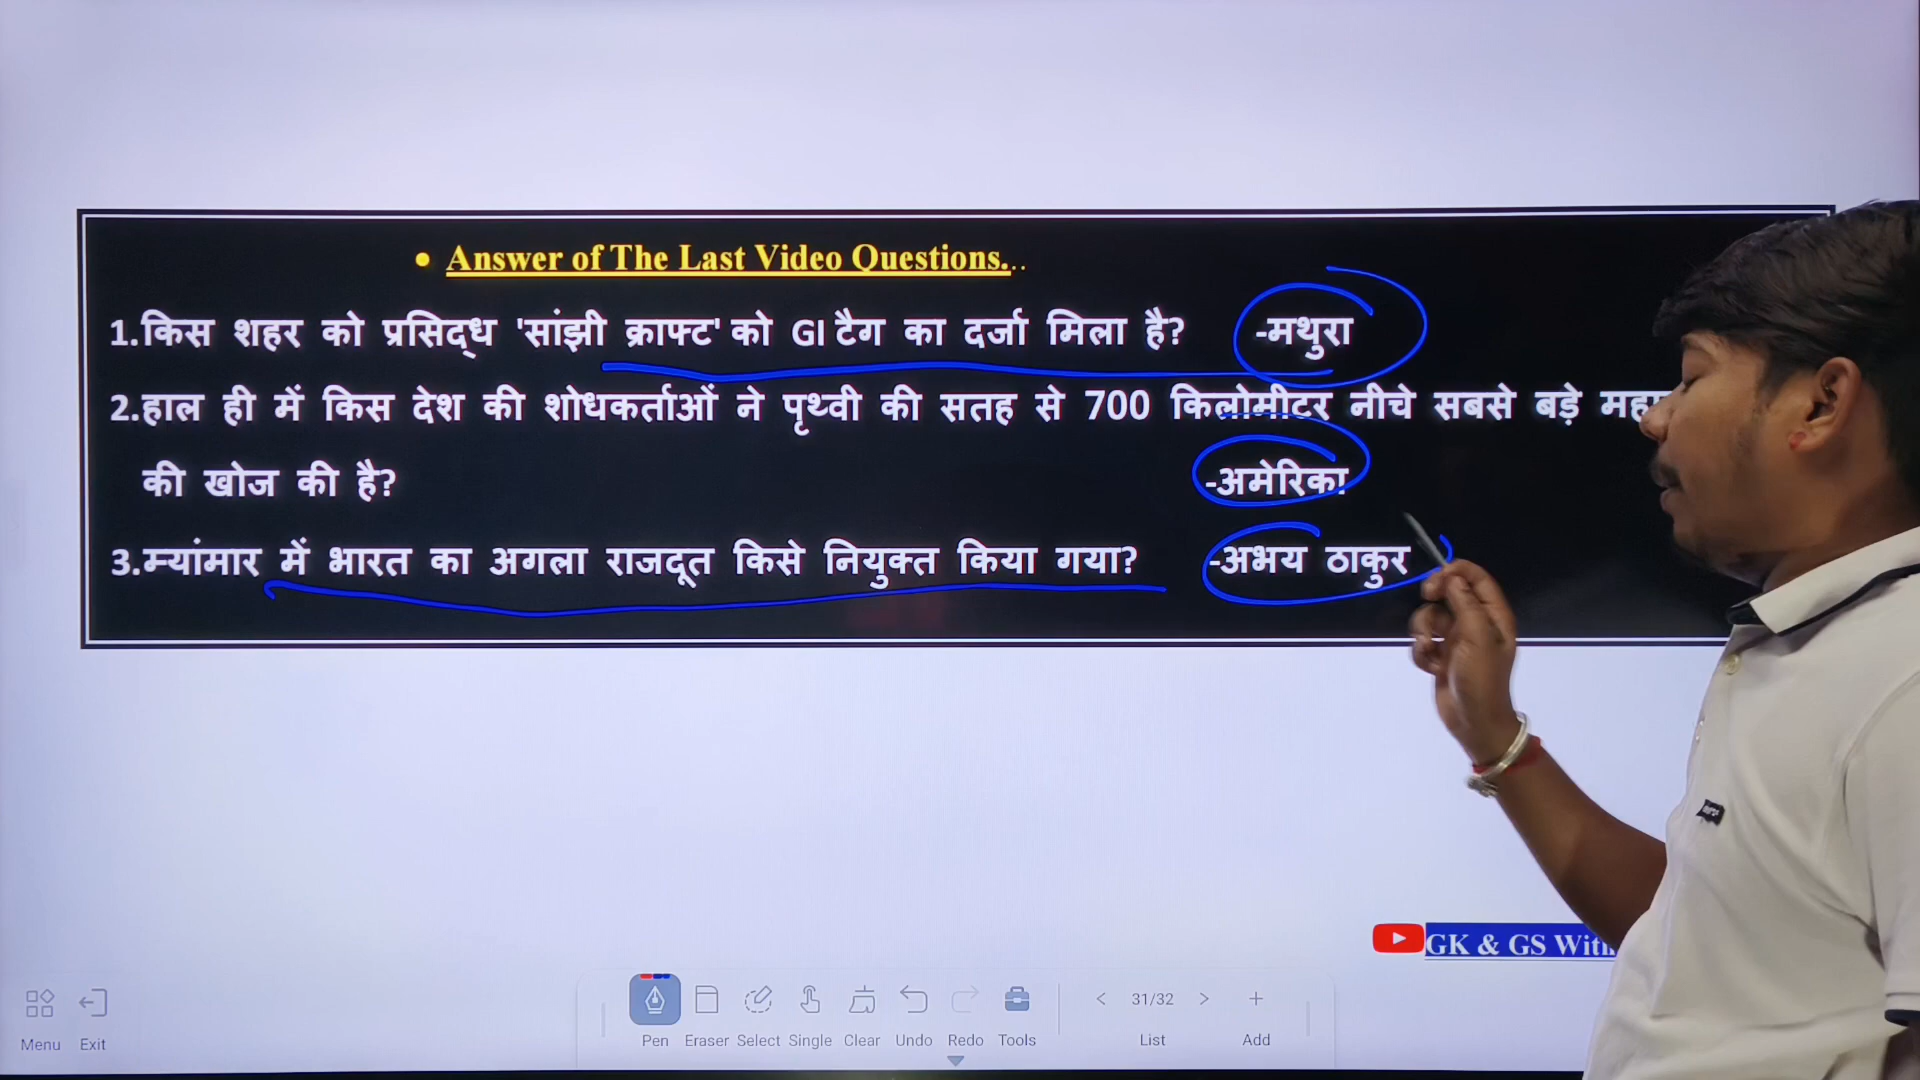 • Answer of The Last Video Questions...
1.किस शहर को प्रसिद्ध 'सांझी क्राफ्ट' को GI टैग का दर्जा मिला है? -मथुरा
2.हाल ही में किस देश की शोधकर्ताओं ने पृथ्वी की सतह से 700 किलोमीटर नीचे सबसे बड़े
की खोज की है? -अमेरिका
3.म्यांमार में भारत का अगला राजदूत किसे नियुक्त किया गया? -अभय ठाकुर
GK & GS With
Menu Exit Pen Eraser Select Single Clear Undo Redo Tools < 31/32 > List + Add